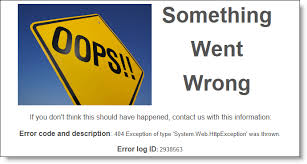 OOPS!!
Something
Went
Wrong
If you don't think this should have happened, contact us with this information:
Error code and description: 404 Exception of type 'System.Web.HttpException' was thrown.
Error log ID: 2938563